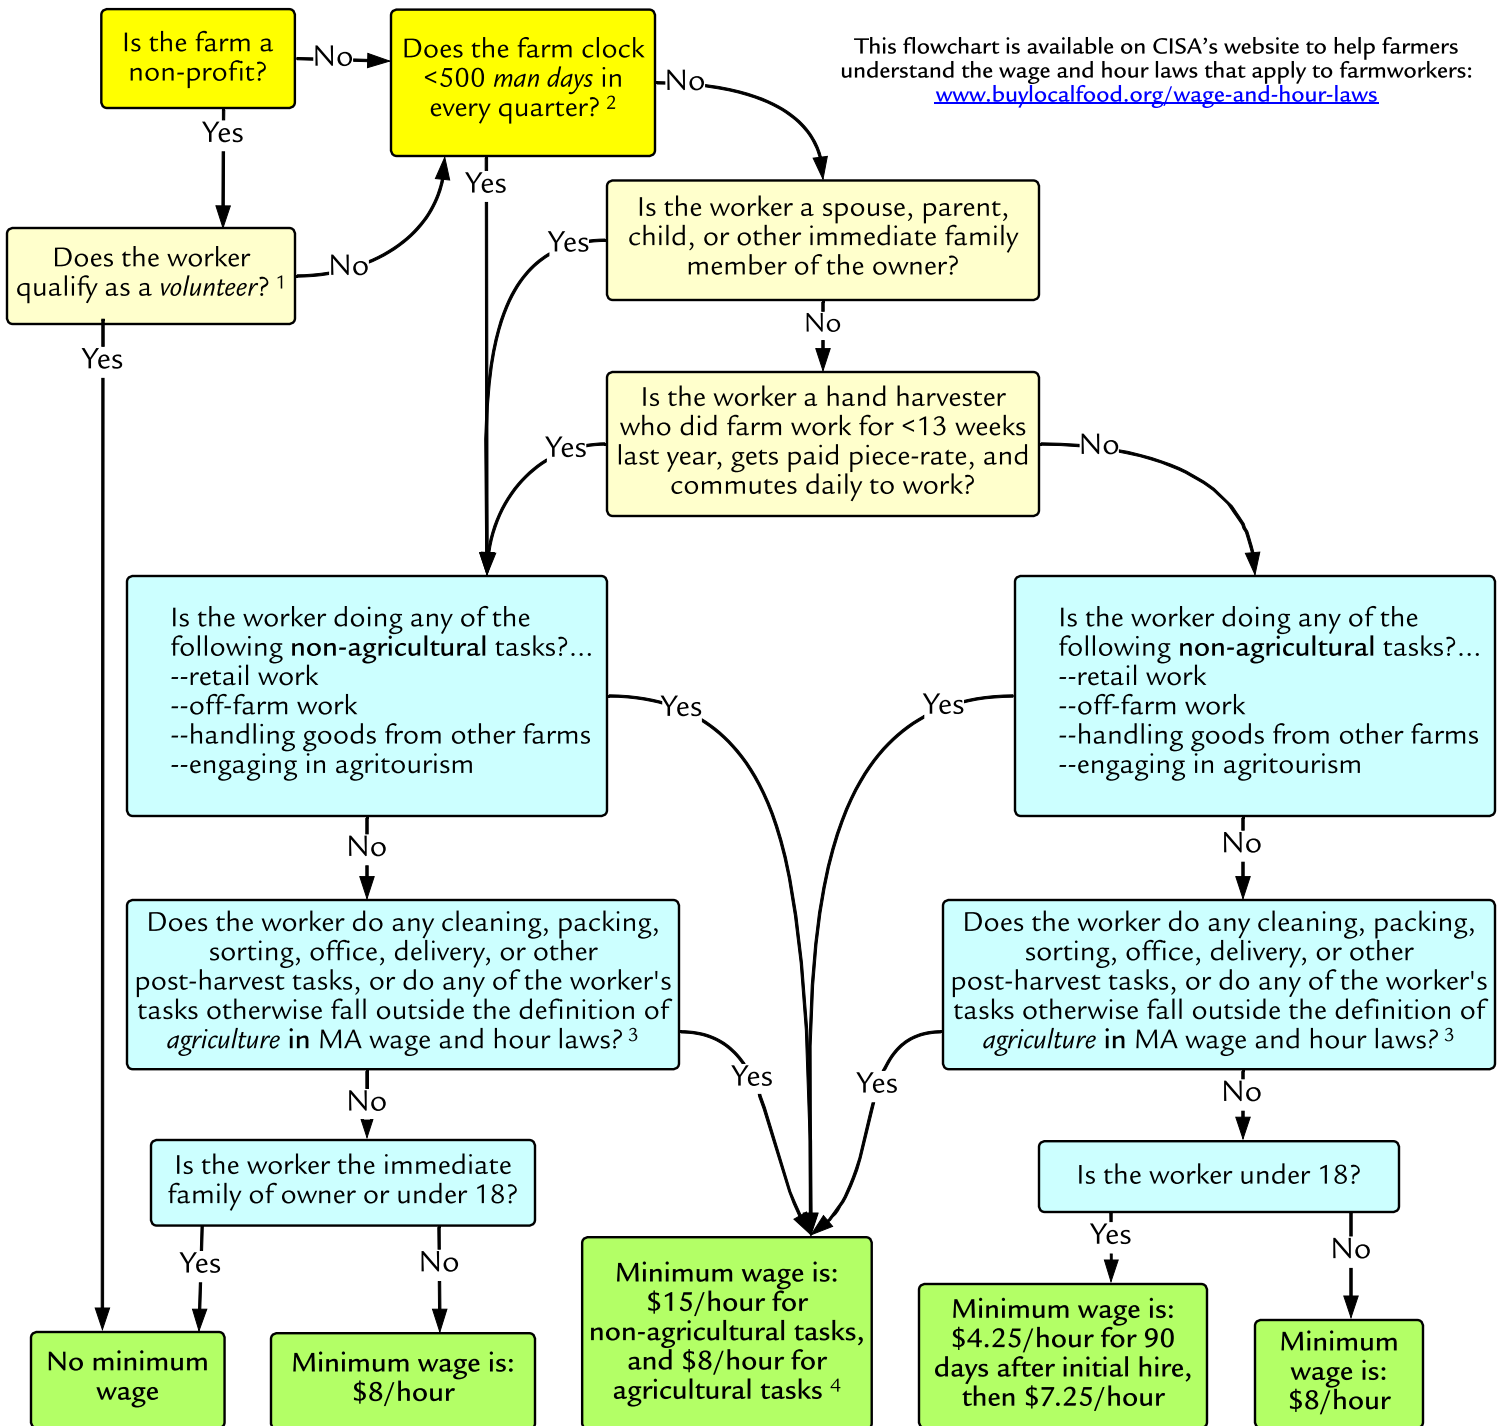 Is the farm a
non-profit?
No
Does the farm clock
<500 man days in
every quarter? 2
No
This flowchart is available on CISA's website to help farmers
understand the wage and hour laws that apply to farmworkers:
www.buylocalfood.org/wage-and-hour-laws
Yes
Yes
Is the worker a spouse, parent,
child, or other immediate family
member of the owner?
Yes
Does the worker
qualify as a volunteer? 1
No
Yes
No
Is the worker a hand harvester
who did farm work for <13 weeks
last year, gets paid piece-rate, and
commutes daily to work?
Yes
No
Is the worker doing any of the
following non-agricultural tasks?...
--retail work
--off-farm work
--handling goods from other farms
--engaging in agritourism
Yes
Yes
Is the worker doing any of the
following non-agricultural tasks?...
--retail work
--off-farm work
--handling goods from other farms
--engaging in agritourism
No
No
Does the worker do any cleaning, packing,
sorting, office, delivery, or other
post-harvest tasks, or do any of the worker's
tasks otherwise fall outside the definition of
agriculture in MA wage and hour laws? 3
Does the worker do any cleaning, packing,
sorting, office, delivery, or other
post-harvest tasks, or do any of the worker's
tasks otherwise fall outside the definition of
agriculture in MA wage and hour laws? 3
Yes
Yes
No
No
Is the worker the immediate
family of owner or under 18?
Is the worker under 18?
Yes
No
Yes
No
No minimum
wage
Minimum wage is:
$8/hour
Minimum wage is:
$15/hour for
non-agricultural tasks,
and $8/hour for
agricultural tasks 4
Minimum wage is:
$4.25/hour for 90
days after initial hire,
then $7.25/hour
Minimum
wage is:
$8/hour